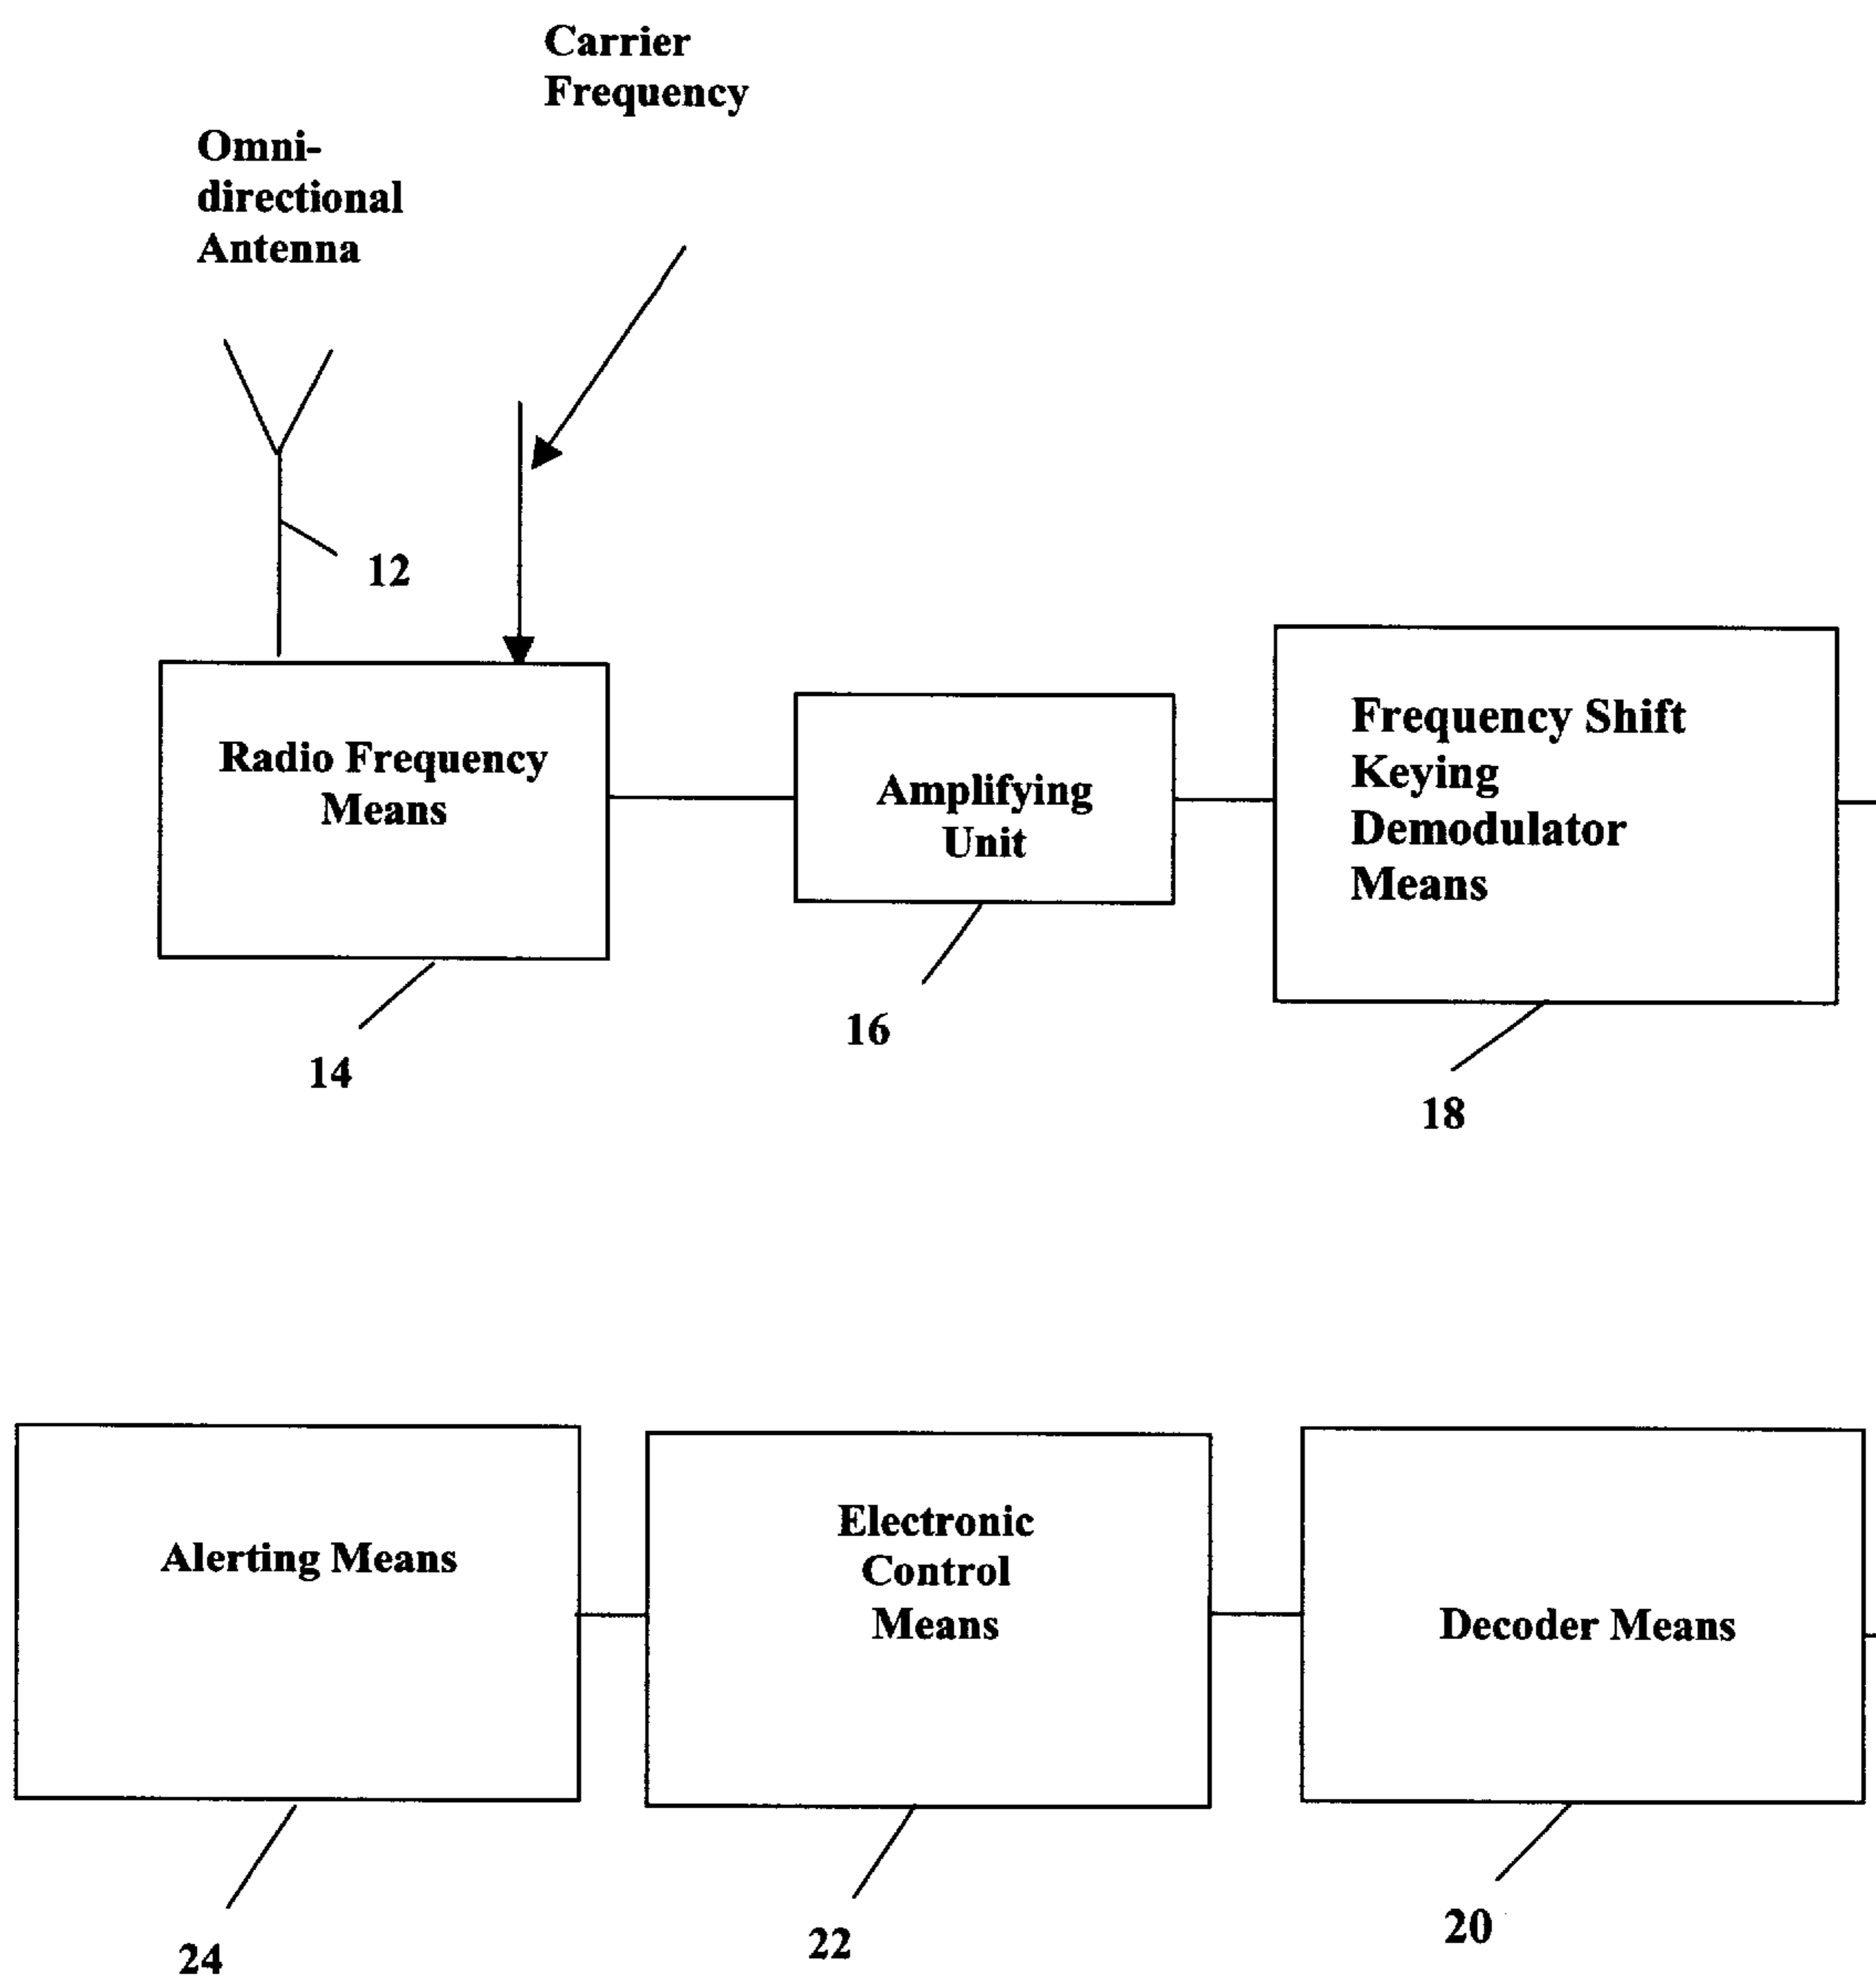 Carrier
Frequency
Omni-
directional
Antenna
12
Radio Frequency
Means
Amplifying
Unit
Frequency Shift
Keying
Demodulator
Means
14
16
18
Alerting Means
Electronic
Control
Means
Decoder Means
24
22
20